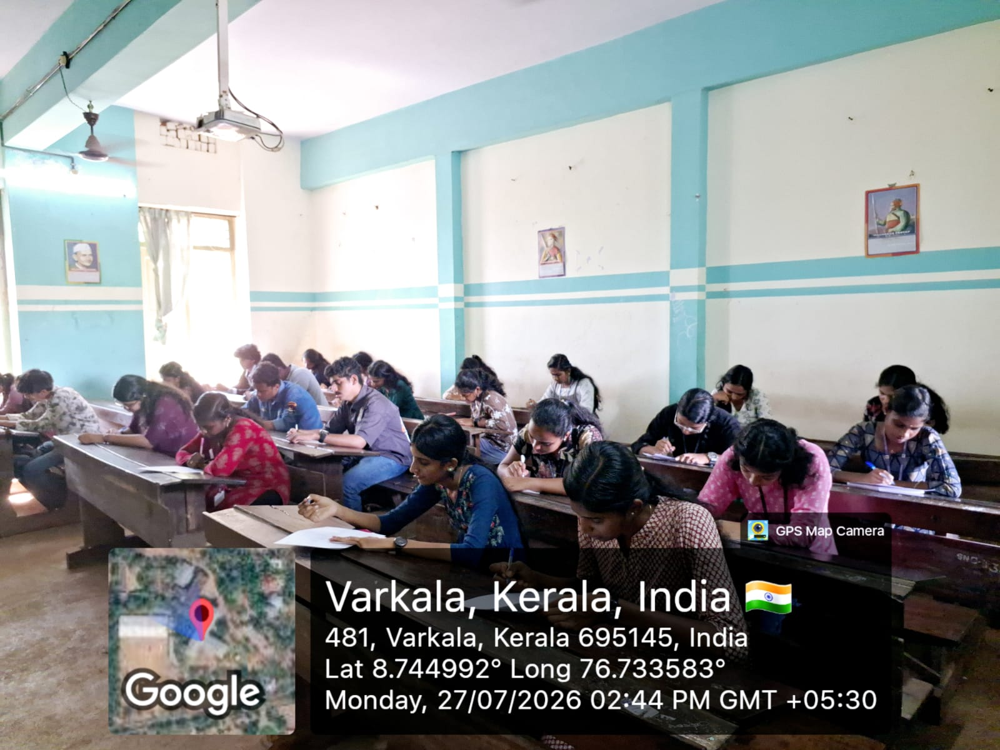 GPS Map Camera
Varkala, Kerala, India
481, Varkala, Kerala 695145, India
Lat 8.744992° Long 76.733583°
Monday, 27/07/2026 02:44 PM GMT +05:30
Google